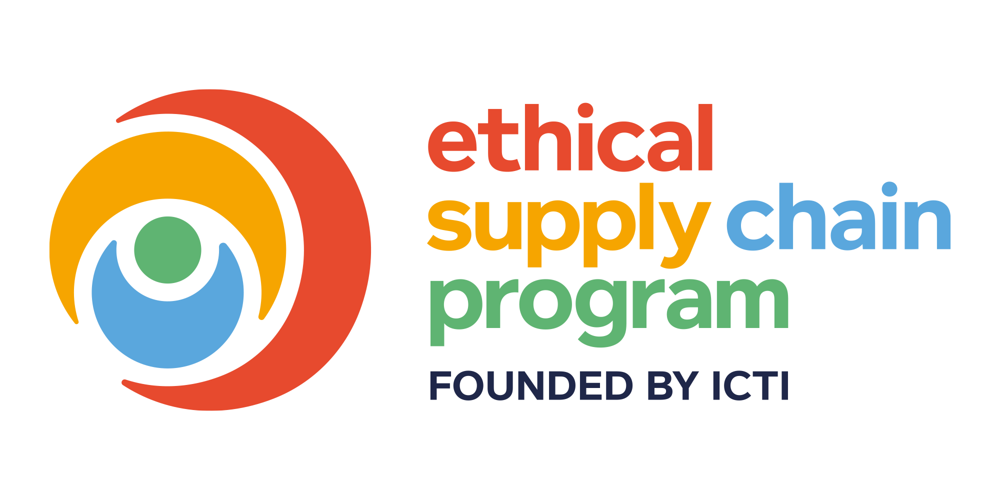 ethical
supply chain
program
FOUNDED BY ICTI